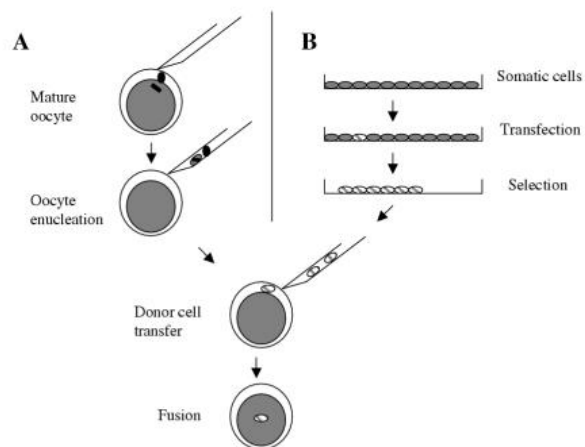 A
Mature
oocyte
Oocyte
enucleation
B
Somatic cells
Transfection
Selection
Donor cell
transfer
Fusion